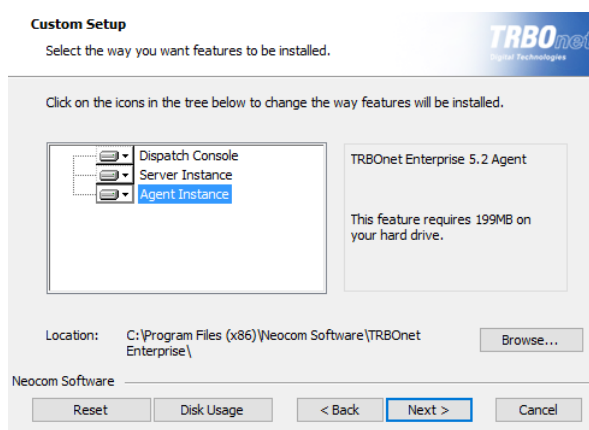 Custom Setup
Select the way you want features to be installed.
TRBOnet
Digital Technologies
Click on the icons in the tree below to change the way features will be installed.
Dispatch Console
Server Instance
Agent Instance
TRBOnet Enterprise 5.2 Agent
This feature requires 199MB on
your hard drive.
Location:
C:\Program Files (x86)\Neocom Software\TRBOnet
Enterprise\
Browse...
Neocom Software
Reset
Disk Usage
< Back
Next >
Cancel